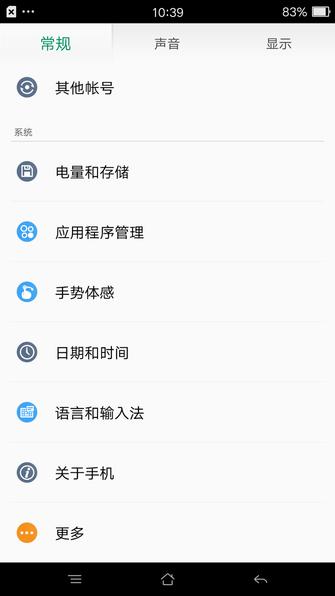 10:39
83%
常规
声音
显示
其他帐号
系统
电量和存储
应用程序管理
手势体感
日期和时间
语言和输入法
关于手机
更多